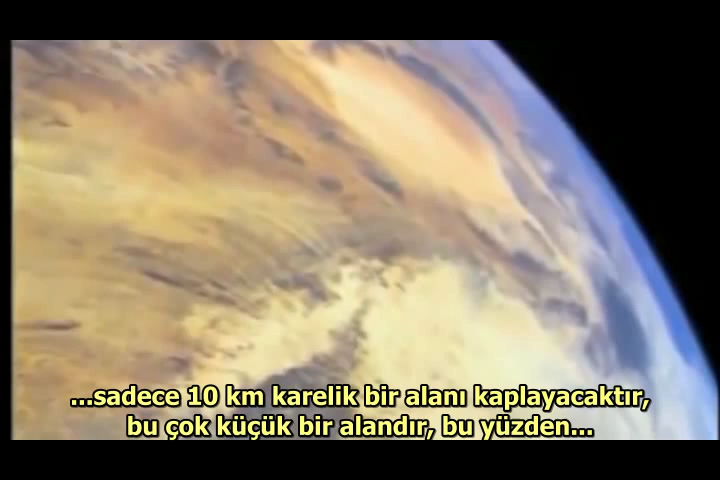 ...sadece 10 km karelik bir alanı kaplayacaktır,
bu çok küçük bir alandır, bu yüzden...